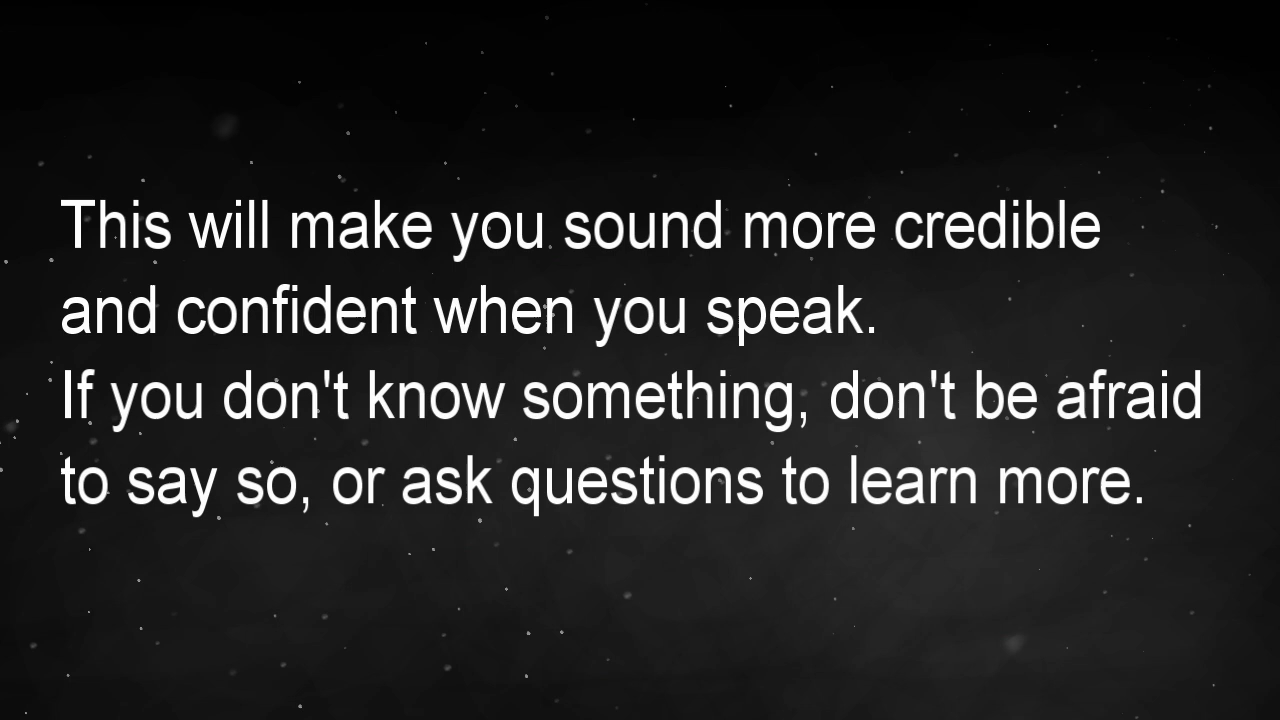 This will make you sound more credible
and confident when you speak.
If you don't know something, don't be afraid
to say so, or ask questions to learn more.